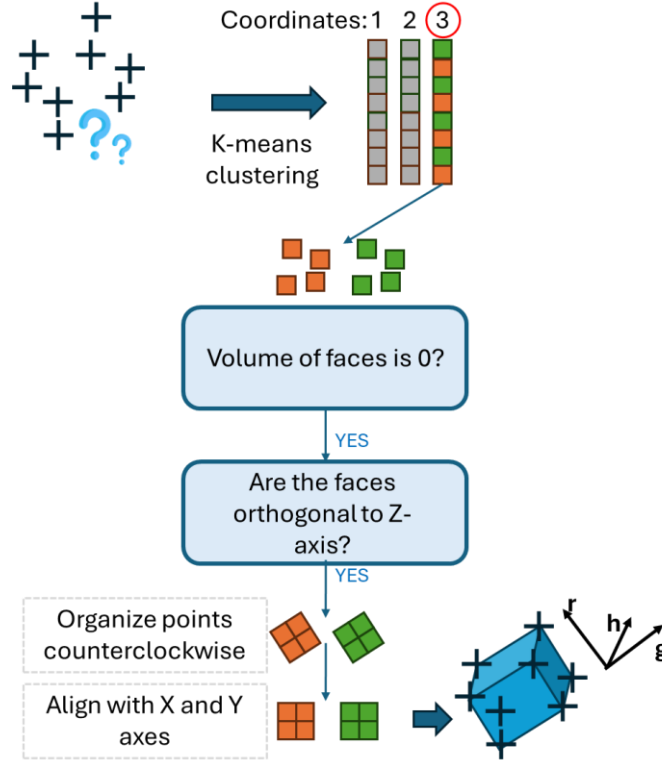 Coordinates: 1 2 3
??
K-means
clustering
Volume of faces is 0?
YES
Are the faces
orthogonal to Z-
axis?
YES
Organize points
counterclockwise
r
h
g
Align with X and Y
axes